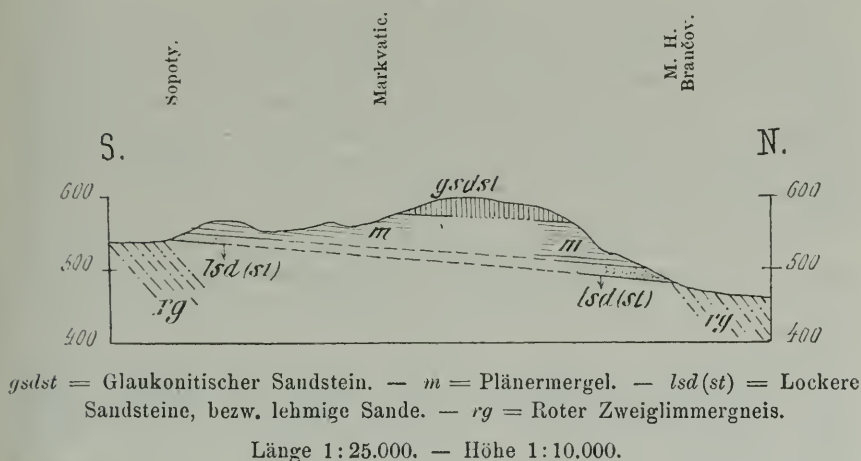 Sopoty.
Markvatic.
M. H.
Brančov.
S.
N.
gsdst
600
600
m
m
500
500
lsd(st)
lsd(st)
rg
rg
400
400
gsdst = Glaukonitischer Sandstein. — m = Plänermergel. — lsd(st) = Lockere
Sandsteine, bezw. lehmige Sande. — rg = Roter Zweiglimmergneis.
Länge 1:25.000. — Höhe 1:10.000.